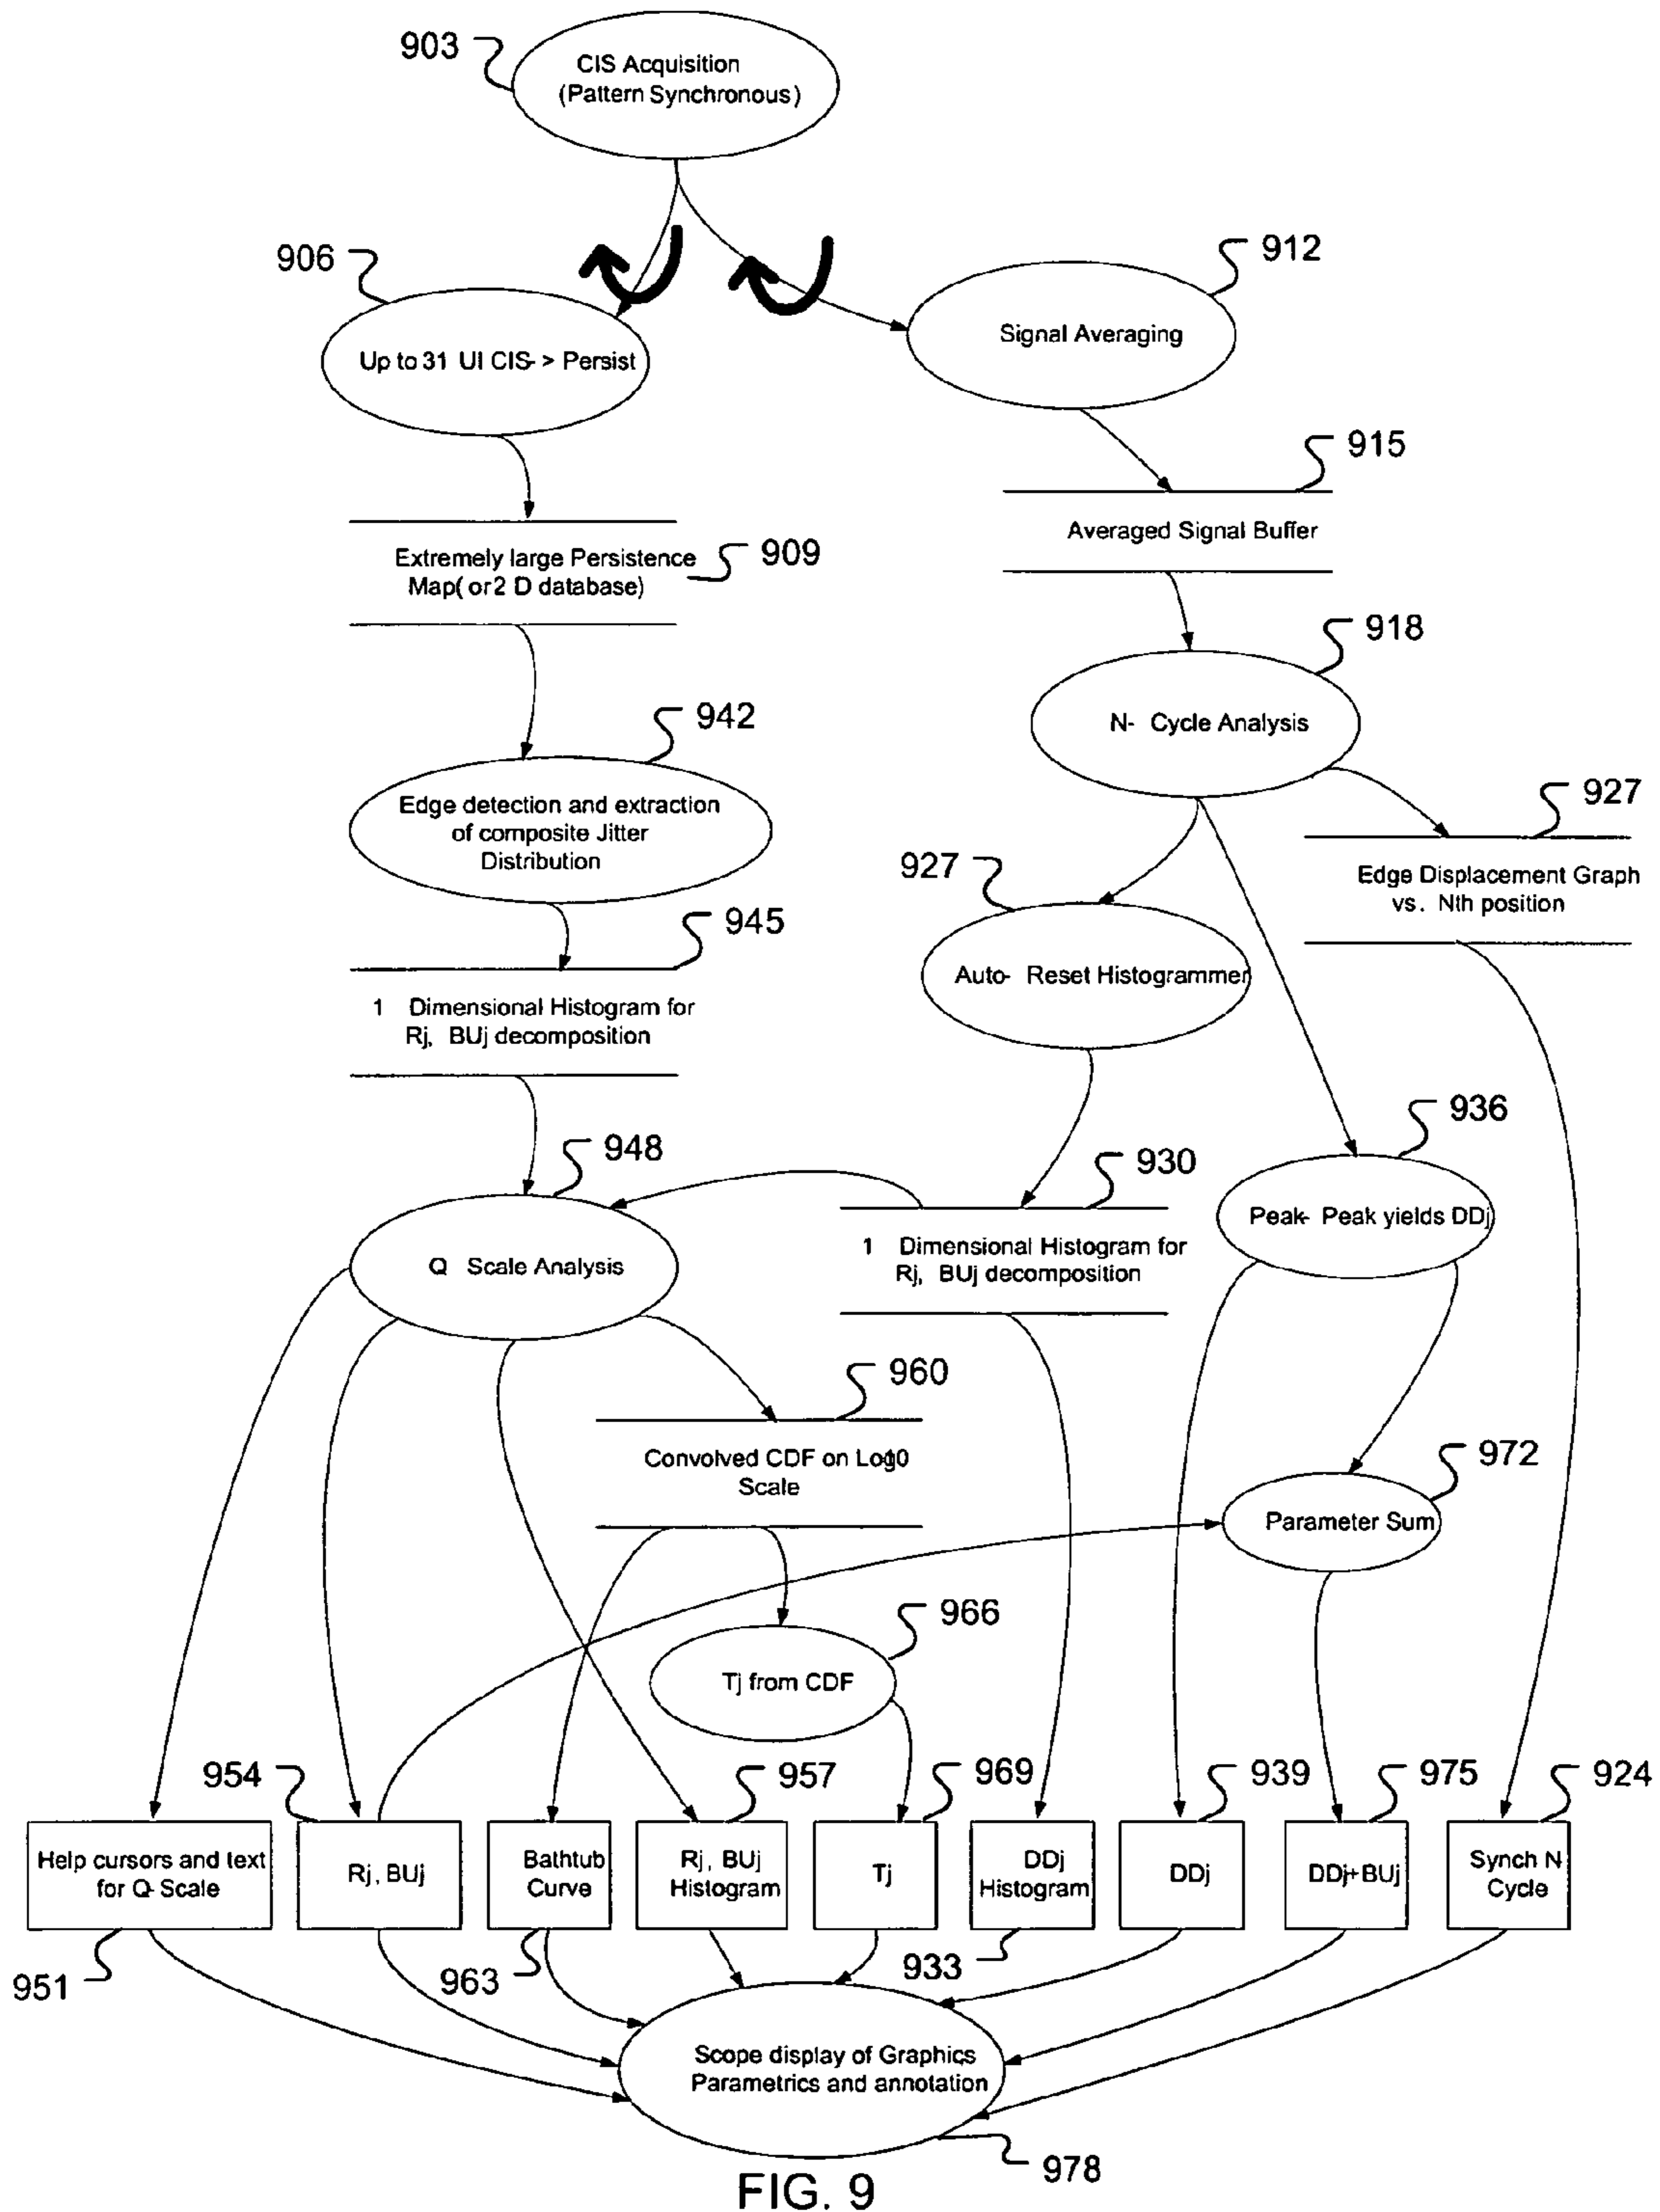 903
CIS Acquisition
(Pattern Synchronous)
906
912
Up to 31 UI CIS- > Persist
Signal Averaging
915
Averaged Signal Buffer
Extremely large Persistence
Map( or2 D database)
909
918
N- Cycle Analysis
942
Edge detection and extraction
of composite Jitter
Distribution
927
Edge Displacement Graph
vs. Nth position
927
Auto- Reset Histogrammer
945
1 Dimensional Histogram for
Rj, BUj decomposition
948
Q Scale Analysis
930
1 Dimensional Histogram for
Rj, BUj decomposition
936
Peak- Peak yields DDj
960
Convolved CDF on Log10
Scale
972
Parameter Sum
966
Tj from CDF
954
957
969
939
975
924
Help cursors and text
for Q- Scale
Rj, BUj
Bathtub
Curve
Rj, BUj
Histogram
Tj
DDj
Histogram
DDj
DDj+BUj
Synch N
Cycle
951
963
933
Scope display of Graphics
Parametrics and annotation
978
FIG. 9